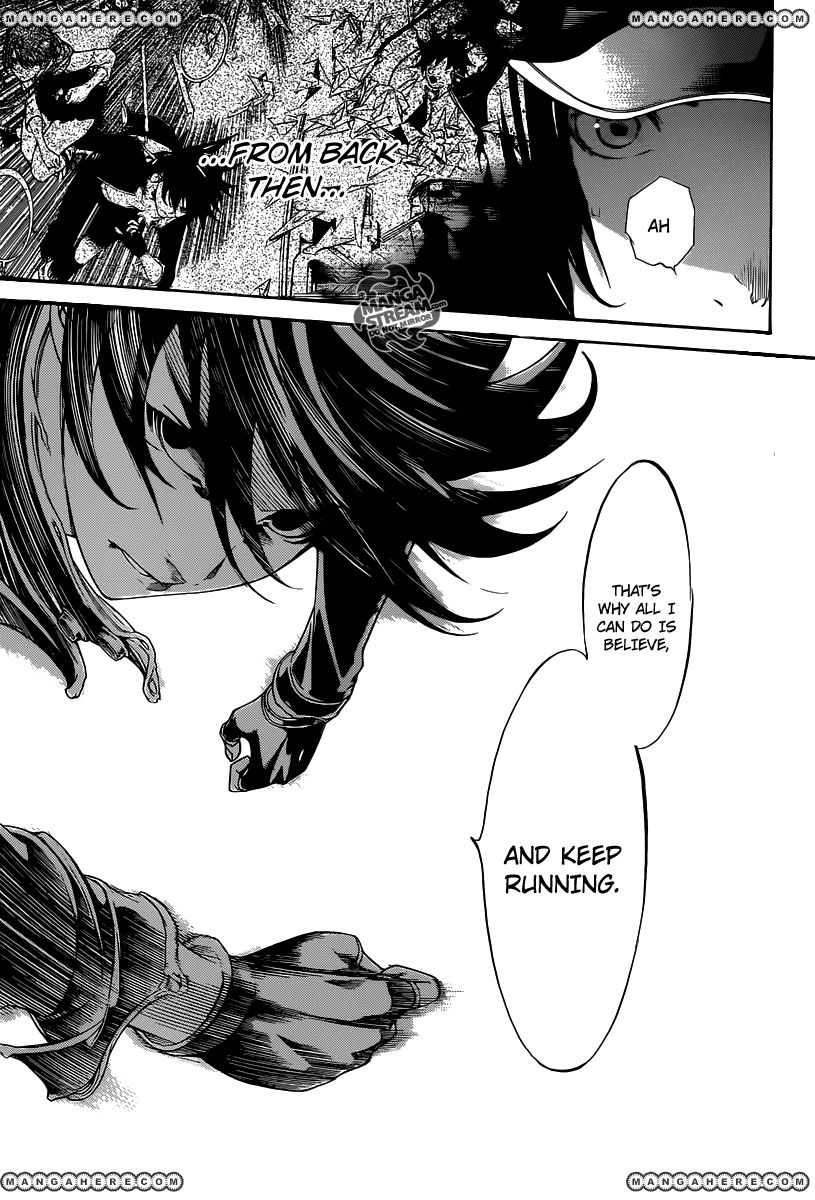 MANGAHERE.COM
MANGAHERE.COM
...FROM BACK
THEN...
AH
MANGA
STREAM.com
DO NOT MIRROR
THAT'S
WHY ALL I
CAN DO IS
BELIEVE,
AND KEEP
RUNNING.
MANGAHERE.COM
MANGAHERE.COM